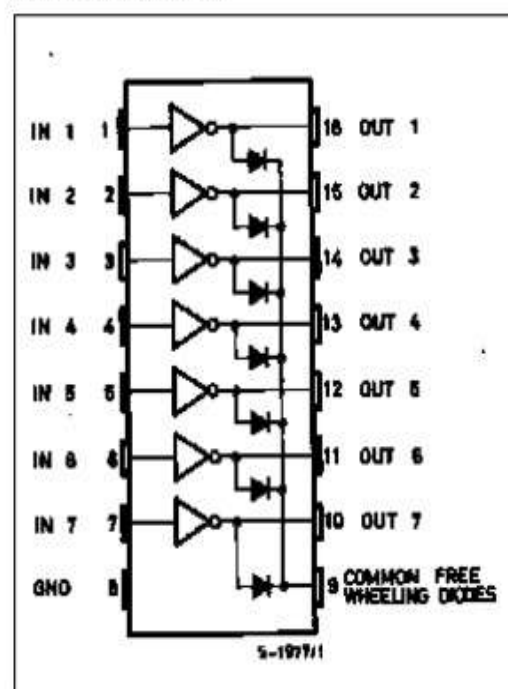 IN 1 1 16 OUT 1
IN 2 2 15 OUT 2
IN 3 3 14 OUT 3
IN 4 4 13 OUT 4
IN 5 5 12 OUT 5
IN 6 6 11 OUT 6
IN 7 7 10 OUT 7
GND 8 9 COMMON FREE
WHEELING DIODES
S-1977/1